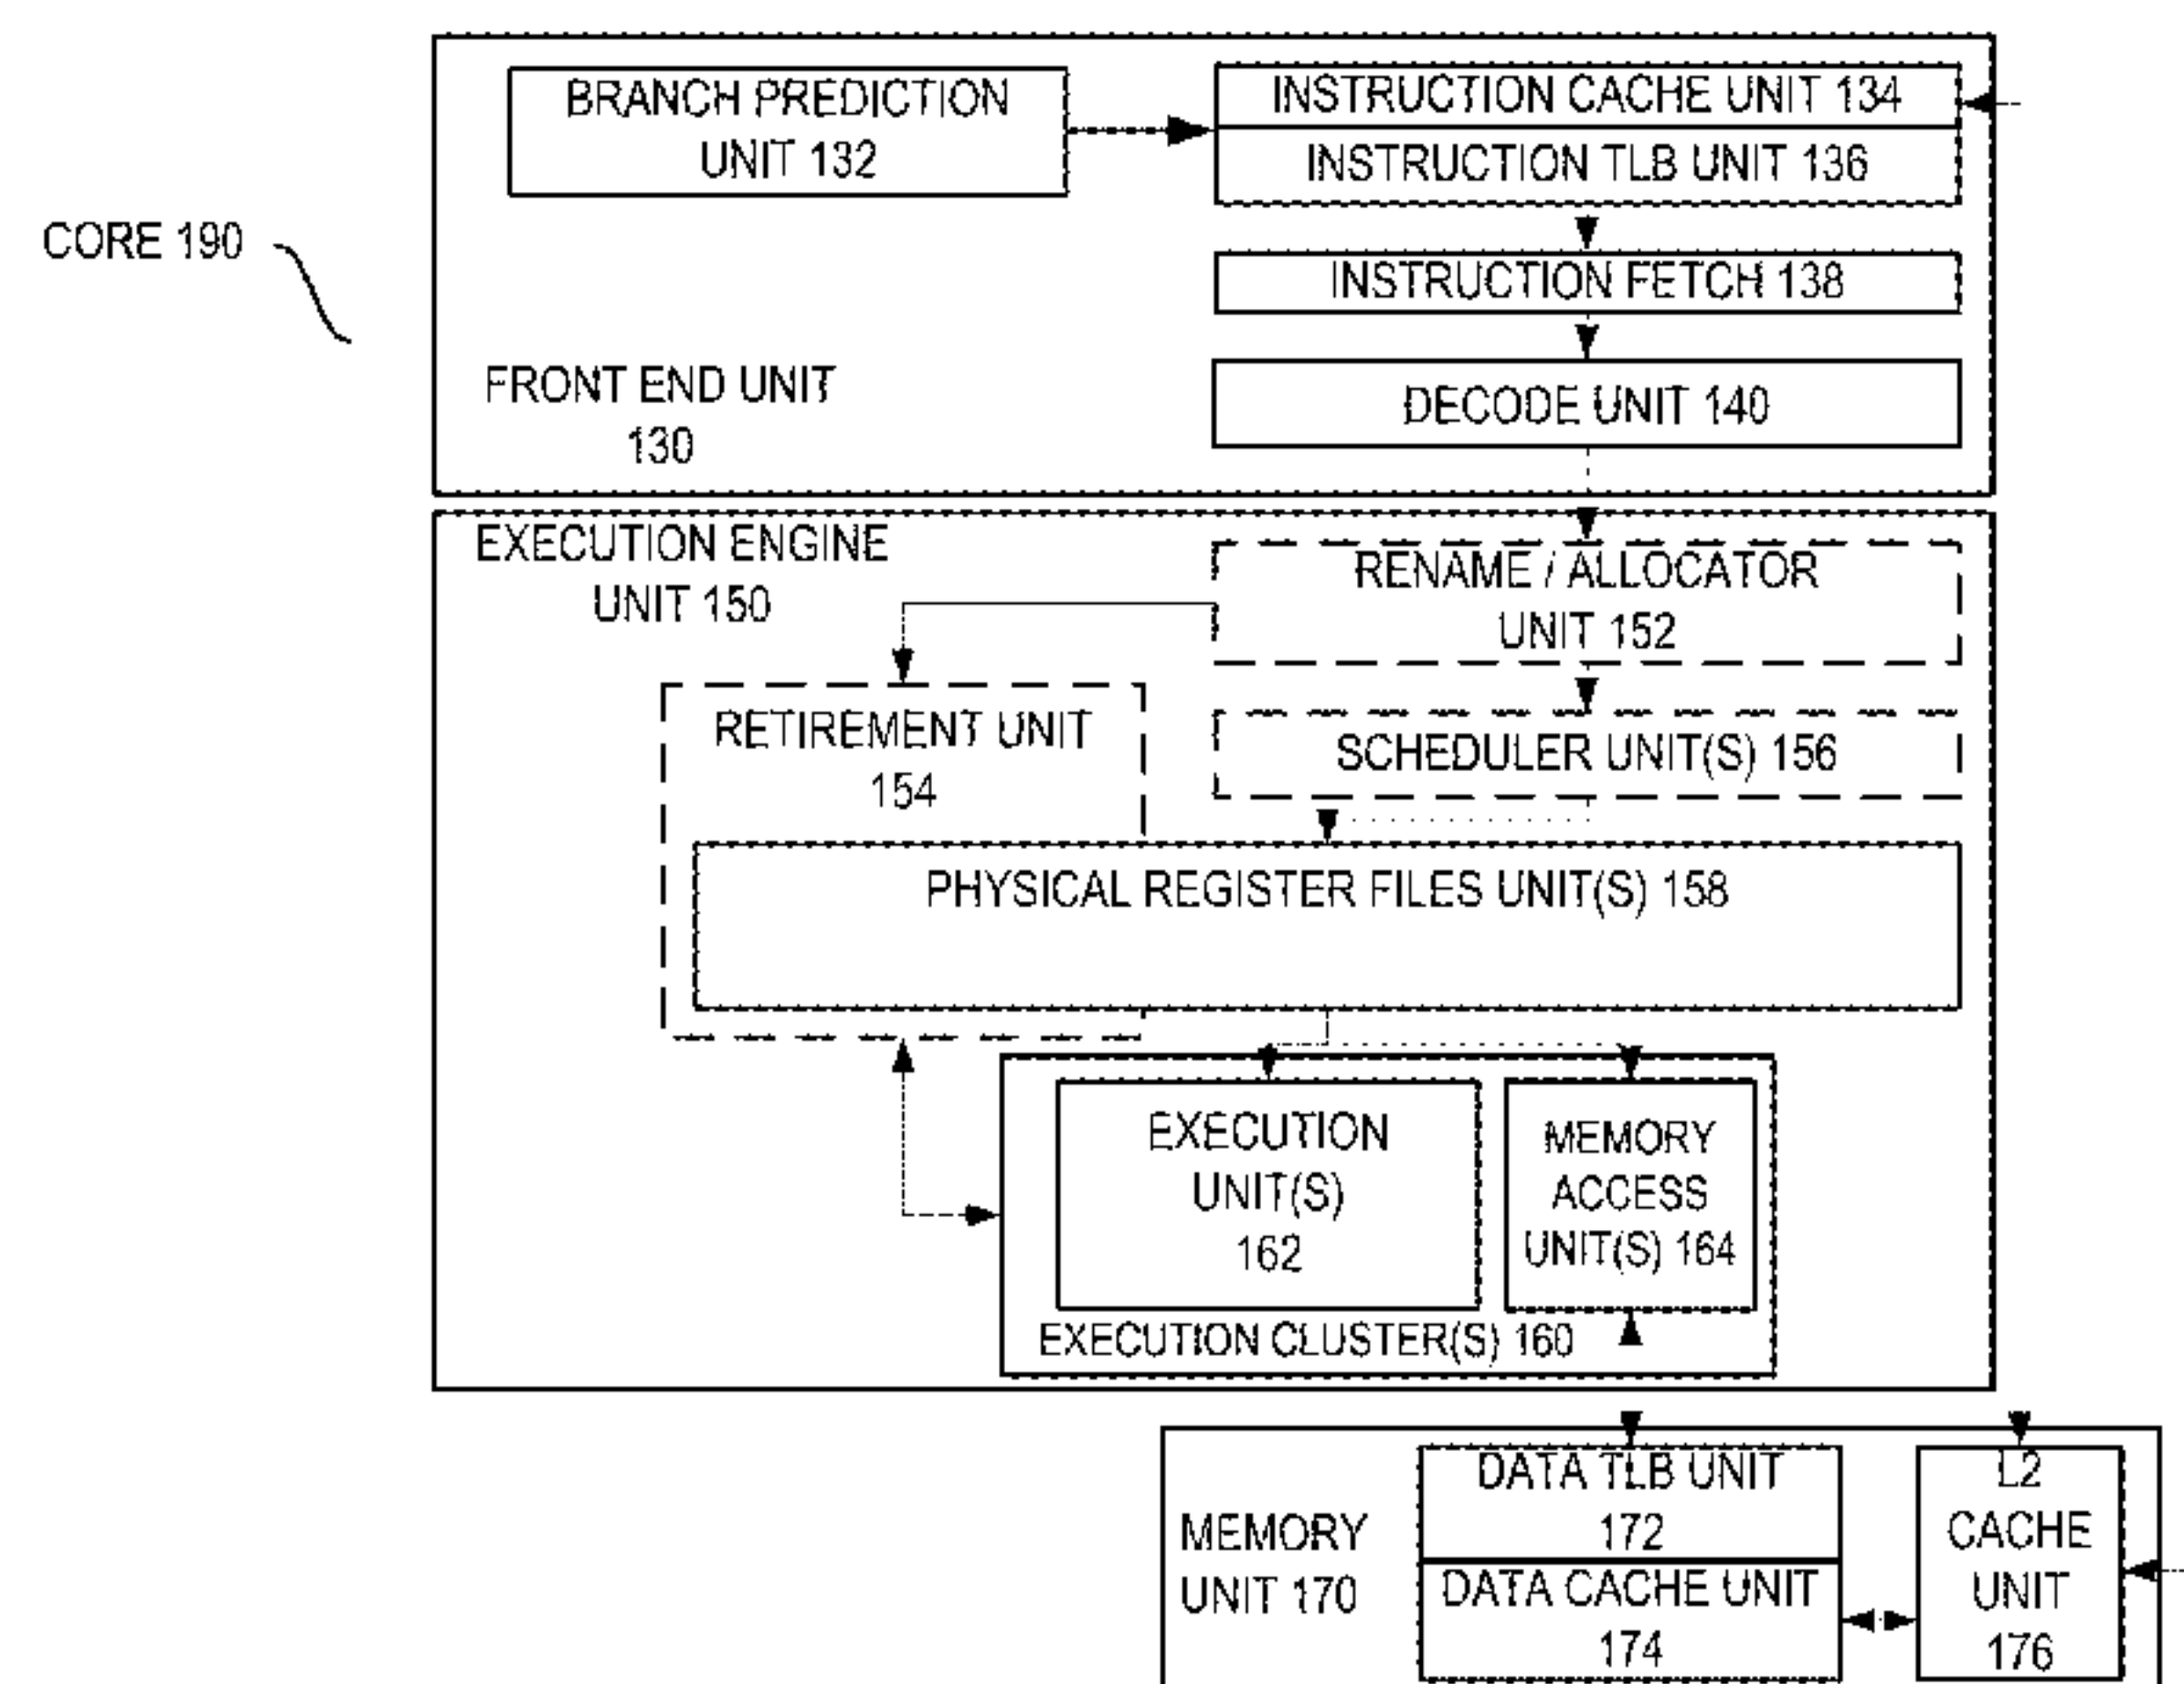 BRANCH PREDICTION
UNIT 132
INSTRUCTION CACHE UNIT 134
INSTRUCTION TLB UNIT 136
CORE 190
INSTRUCTION FETCH 138
FRONT END UNIT
130
DECODE UNIT 140
EXECUTION ENGINE
UNIT 150
RENAME / ALLOCATOR
UNIT 152
RETIREMENT UNIT
154
SCHEDULER UNIT(S) 156
PHYSICAL REGISTER FILES UNIT(S) 158
EXECUTION
UNIT(S)
162
MEMORY
ACCESS
UNIT(S) 164
EXECUTION CLUSTER(S) 160
MEMORY
UNIT 170
DATA TLB UNIT
172
DATA CACHE UNIT
174
L2
CACHE
UNIT
176